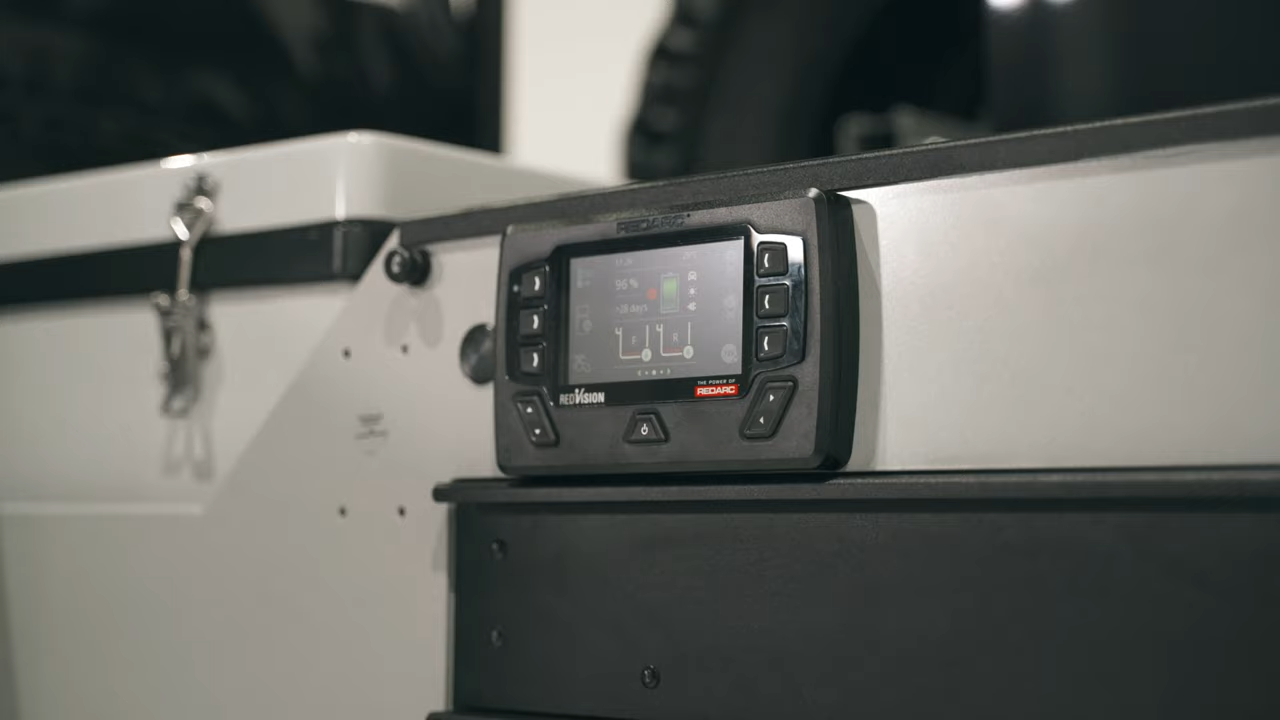 REDARC
96 %
>28 days
F
R
REDVISION
THE POWER OF
REDARC